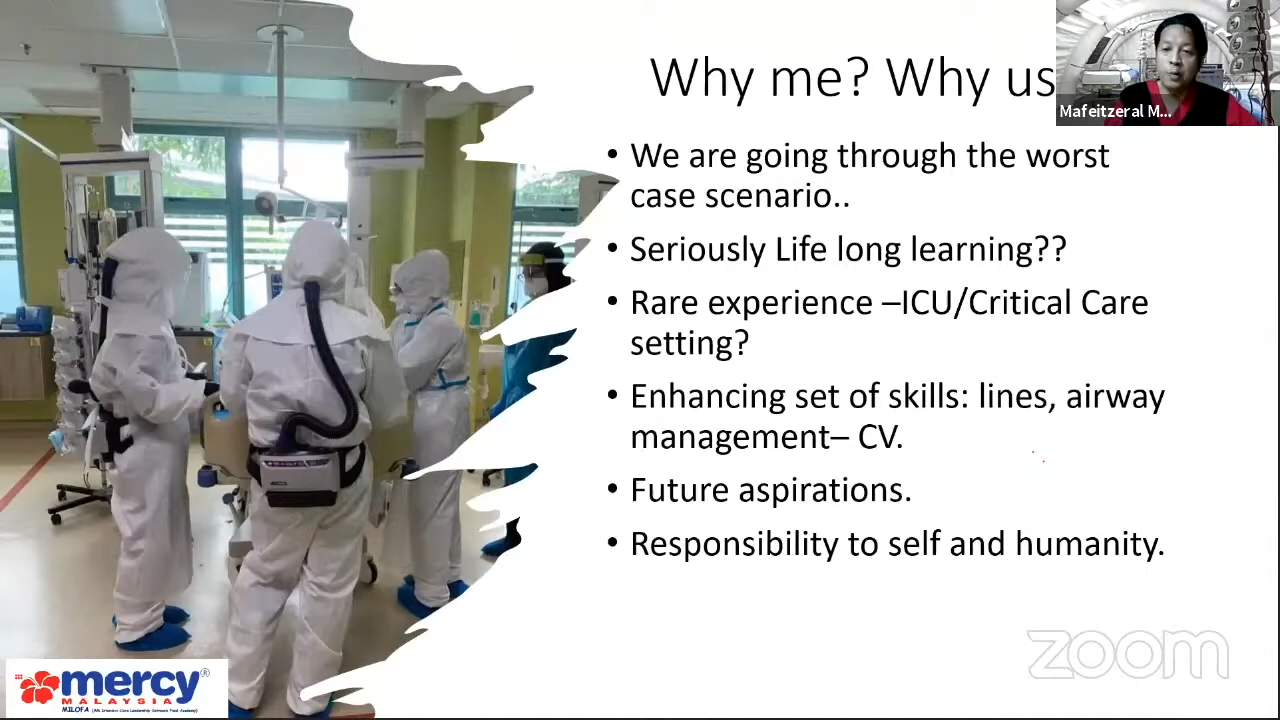 Why me? Why us
Mafeitzeral M...
• We are going through the worst
case scenario..
• Seriously Life long learning??
• Rare experience –ICU/Critical Care
setting?
• Enhancing set of skills: lines, airway
management– CV.
• Future aspirations.
• Responsibility to self and humanity.
zoom
mercy®
MALAYSIA